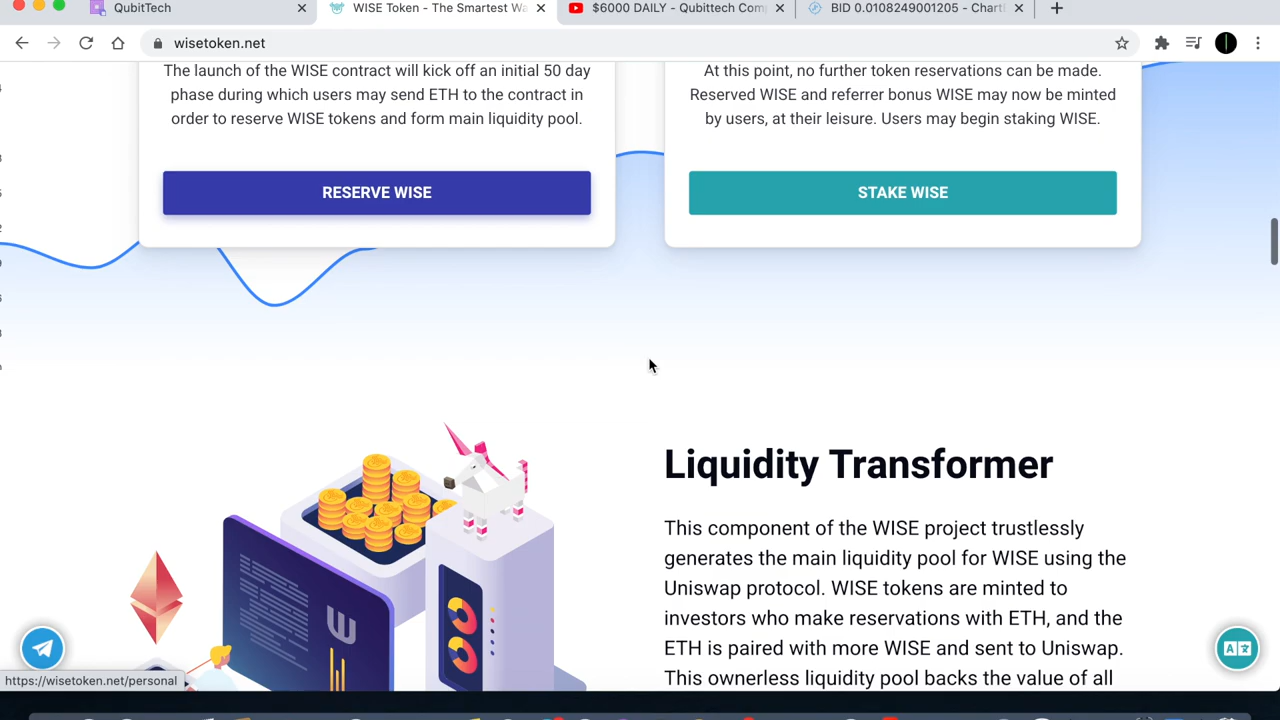 QubitTech
WISE Token - The Smartest Wa
$6000 DAILY - Qubittech Comp
BID 0.0108249001205 - Charti
wisetoken.net
The launch of the WISE contract will kick off an initial 50 day
phase during which users may send ETH to the contract in
order to reserve WISE tokens and form main liquidity pool.
RESERVE WISE
At this point, no further token reservations can be made.
Reserved WISE and referrer bonus WISE may now be minted
by users, at their leisure. Users may begin staking WISE.
STAKE WISE
Liquidity Transformer
This component of the WISE project trustlessly
generates the main liquidity pool for WISE using the
Uniswap protocol. WISE tokens are minted to
investors who make reservations with ETH, and the
ETH is paired with more WISE and sent to Uniswap.
This ownerless liquidity pool backs the value of all
https://wisetoken.net/personal